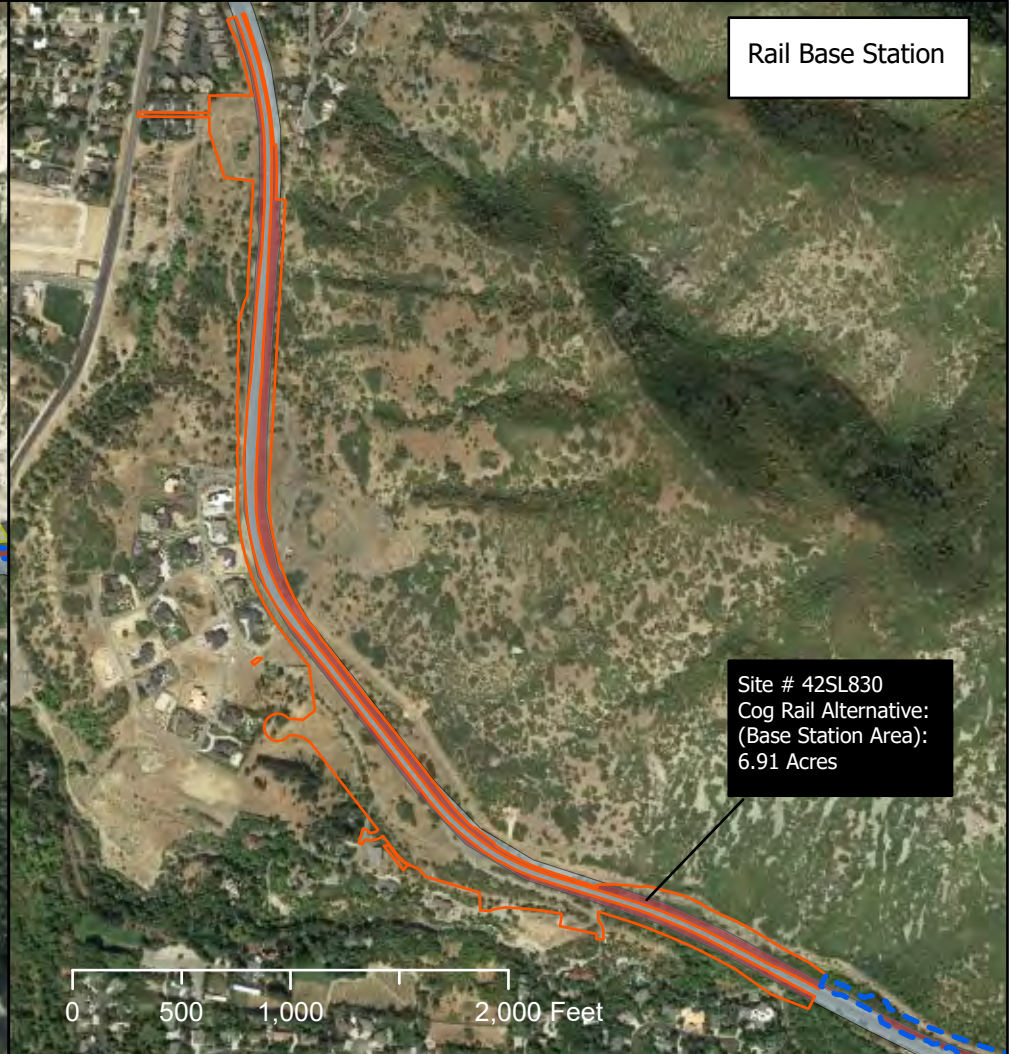 Rail Base Station
Site # 42SL830
Cog Rail Alternative:
(Base Station Area):
6.91 Acres
0 500 1,000 2,000 Feet